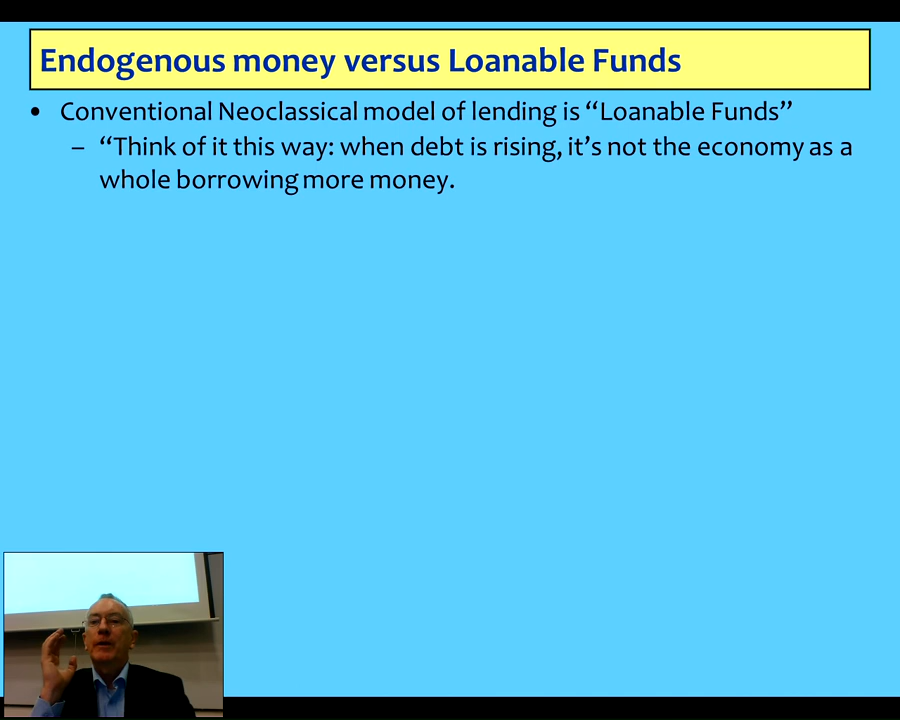 Endogenous money versus Loanable Funds
• Conventional Neoclassical model of lending is “Loanable Funds”
– “Think of it this way: when debt is rising, it’s not the economy as a
whole borrowing more money.